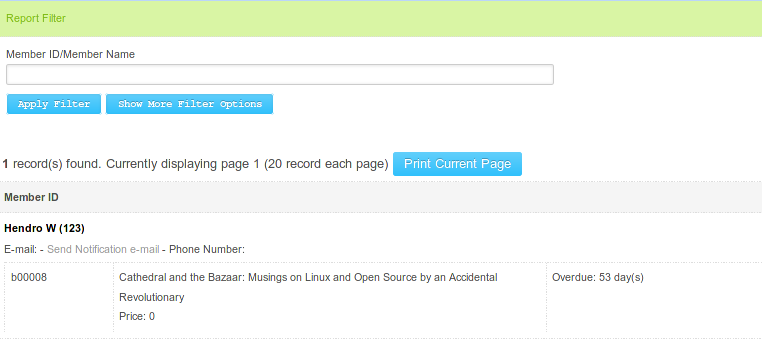 Report Filter
Member ID/Member Name
Apply Filter Show More Filter Options
1 record(s) found. Currently displaying page 1 (20 record each page) Print Current Page
Member ID
Hendro W (123)
E-mail: - Send Notification e-mail - Phone Number:
b00008 Cathedral and the Bazaar: Musings on Linux and Open Source by an Accidental Overdue: 53 day(s)
Revolutionary
Price: 0